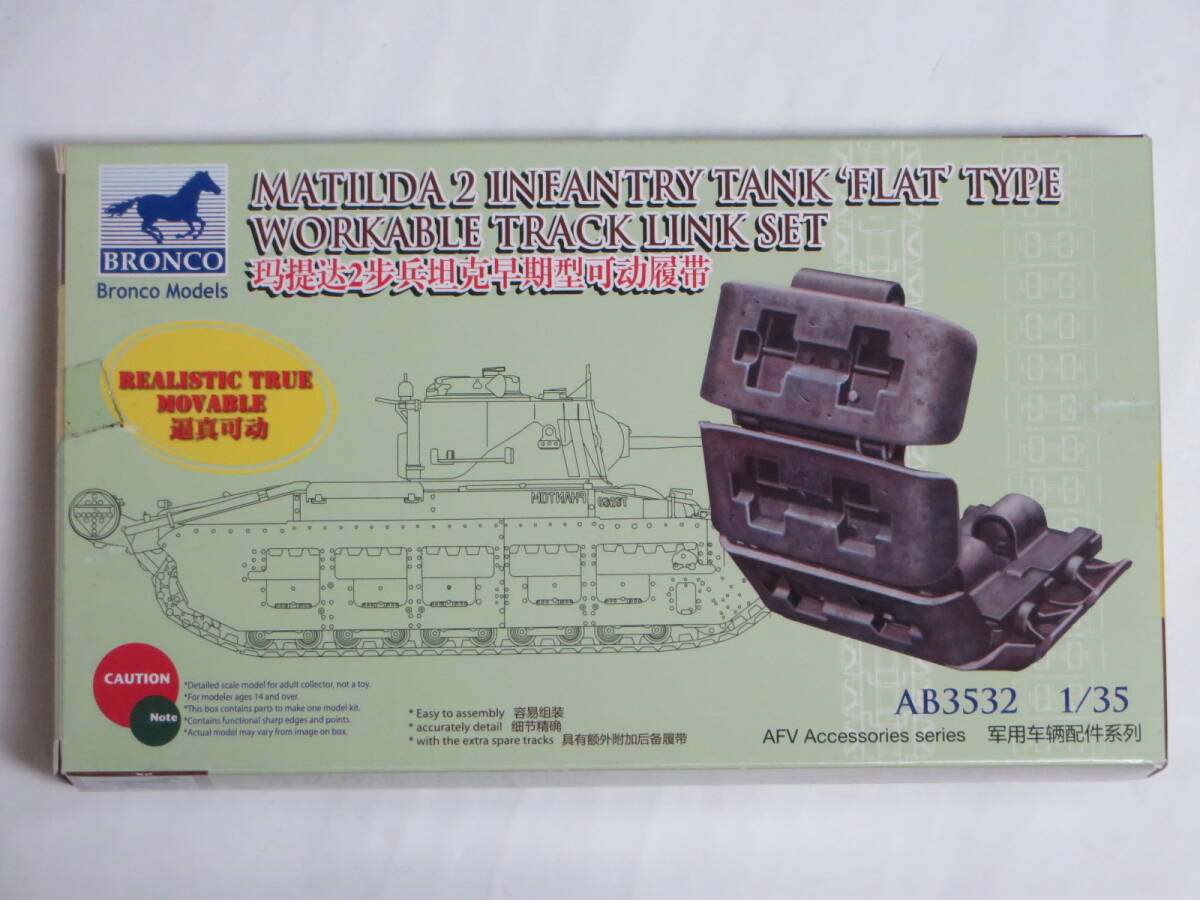 BRONCO
Bronco Models
MATILDA 2 INFANTRY TANK 'FLAT' TYPE
WORKABLE TRACK LINK SET
玛提达2步兵坦克早期型可动履带
REALISTIC TRUE
MOVABLE
逼真可动
PHANTOM
CAUTION
Note
*Detailed scale model for adult collector, not a toy.
*For modeler ages 14 and over.
*This box contains parts to make one model kit.
*Contains functional sharp edges and points.
*Actual model may vary from image on box.
* Easy to assembly 容易组装
* accurately detail 细节精确
* with the extra spare tracks 具有额外附加后备履带
AB3532 1/35
AFV Accessories series 军用车辆配件系列